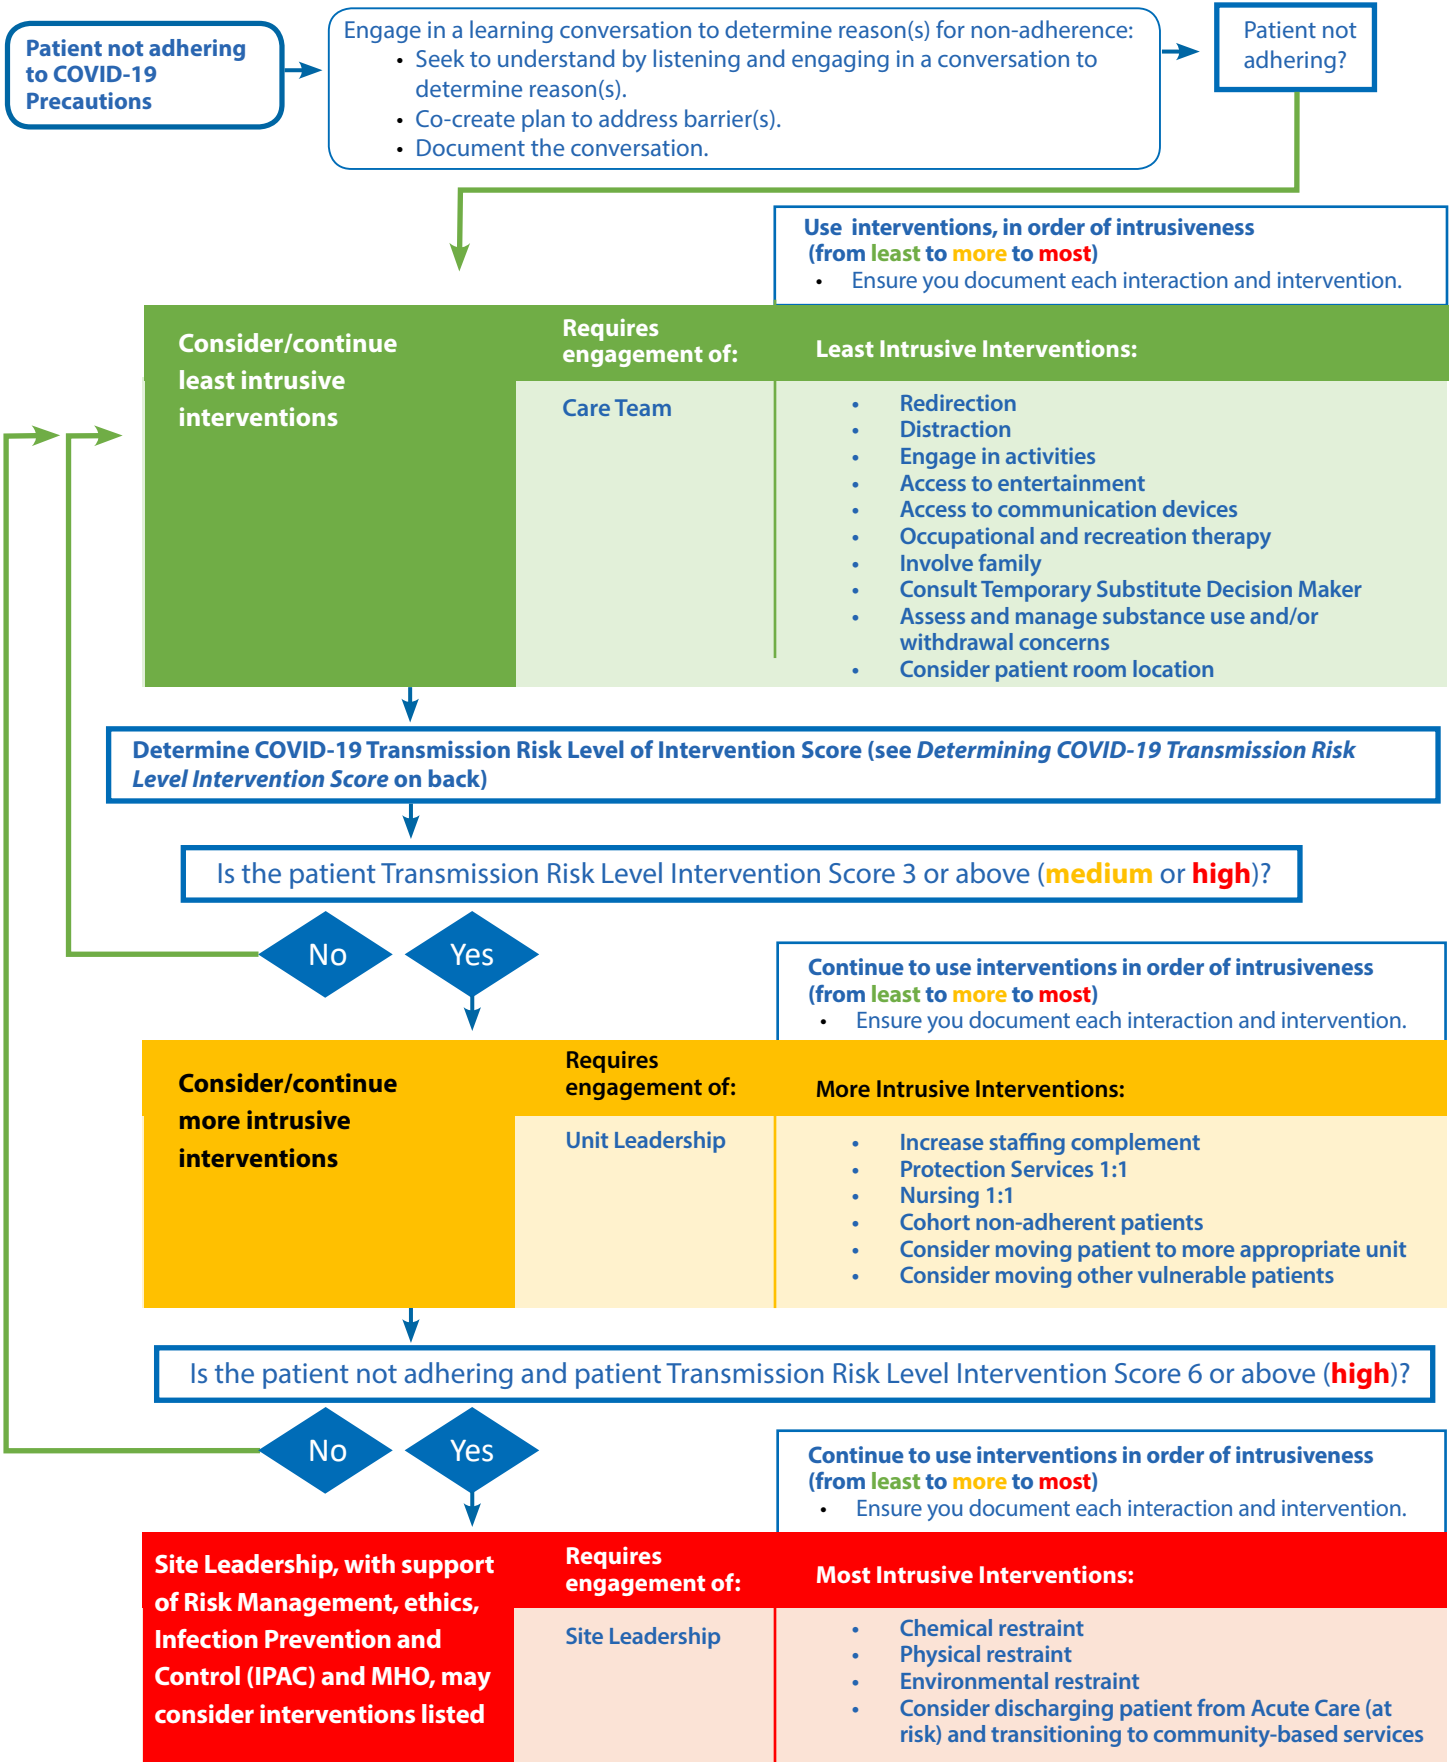 Patient not adhering
to COVID-19
Precautions
Engage in a learning conversation to determine reason(s) for non-adherence:
• Seek to understand by listening and engaging in a conversation to
determine reason(s).
• Co-create plan to address barrier(s).
• Document the conversation.
Patient not
adhering?
Use interventions, in order of intrusiveness
(from least to more to most)
• Ensure you document each interaction and intervention.
Consider/continue
least intrusive
interventions
Requires
engagement of:
Care Team
Least Intrusive Interventions:
• Redirection
• Distraction
• Engage in activities
• Access to entertainment
• Access to communication devices
• Occupational and recreation therapy
• Involve family
• Consult Temporary Substitute Decision Maker
• Assess and manage substance use and/or
withdrawal concerns
• Consider patient room location
Determine COVID-19 Transmission Risk Level of Intervention Score (see Determining COVID-19 Transmission Risk
Level Intervention Score on back)
Is the patient Transmission Risk Level Intervention Score 3 or above (medium or high)?
No
Yes
Continue to use interventions in order of intrusiveness
(from least to more to most)
• Ensure you document each interaction and intervention.
Consider/continue
more intrusive
interventions
Requires
engagement of:
Unit Leadership
More Intrusive Interventions:
• Increase staffing complement
• Protection Services 1:1
• Nursing 1:1
• Cohort non-adherent patients
• Consider moving patient to more appropriate unit
• Consider moving other vulnerable patients
Is the patient not adhering and patient Transmission Risk Level Intervention Score 6 or above (high)?
No
Yes
Continue to use interventions in order of intrusiveness
(from least to more to most)
• Ensure you document each interaction and intervention.
Site Leadership, with support
of Risk Management, ethics,
Infection Prevention and
Control (IPAC) and MHO, may
consider interventions listed
Requires
engagement of:
Site Leadership
Most Intrusive Interventions:
• Chemical restraint
• Physical restraint
• Environmental restraint
• Consider discharging patient from Acute Care (at
risk) and transitioning to community-based services